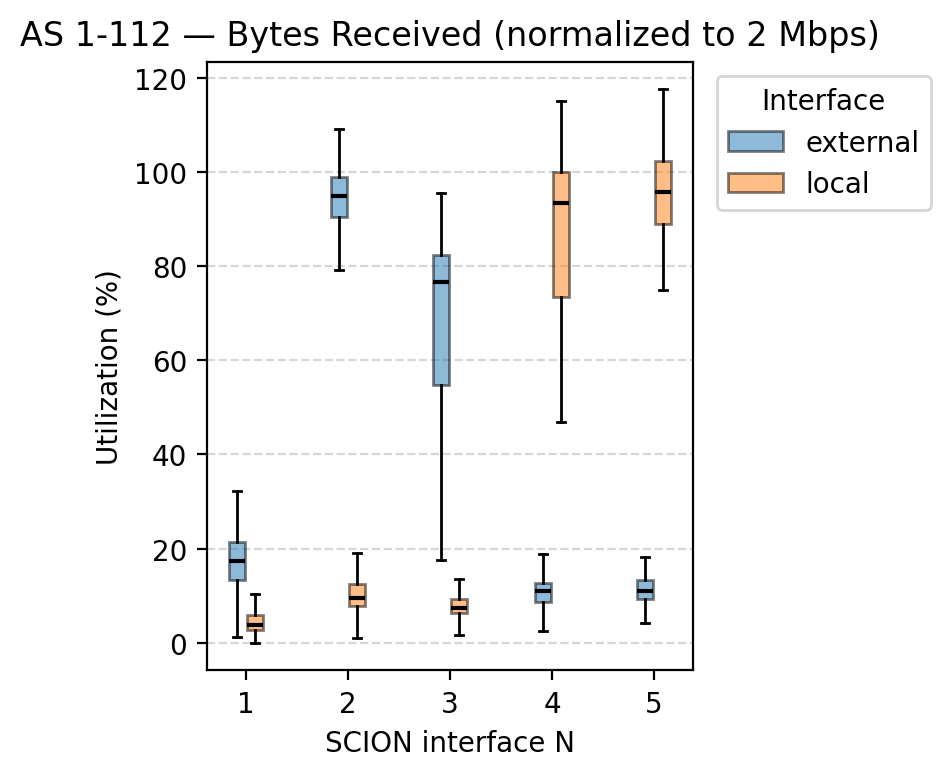 AS 1-112 — Bytes Received (normalized to 2 Mbps)
120
100
80
60
40
20
0
Utilization (%)
1 2 3 4 5
SCION interface N
Interface
external
local